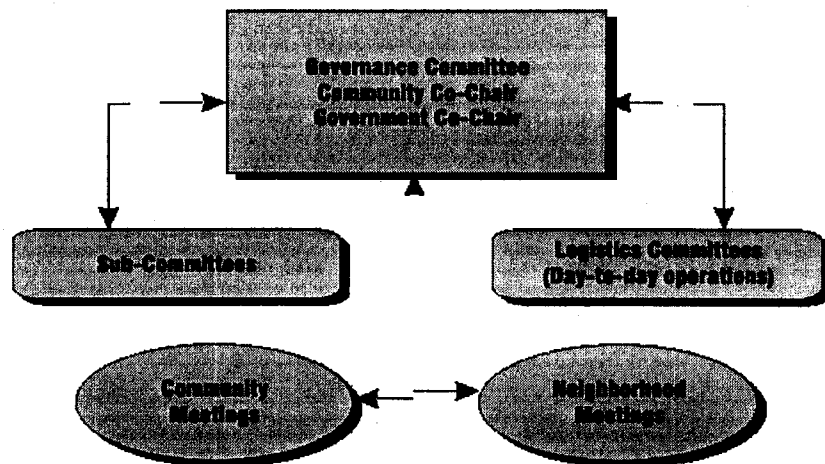 Governance Committee
Community Co-Chair
Government Co-Chair
Sub-Committees
Logistics Committees
(Day-to-day operations)
Community
Meetings
Neighborhood
Meetings